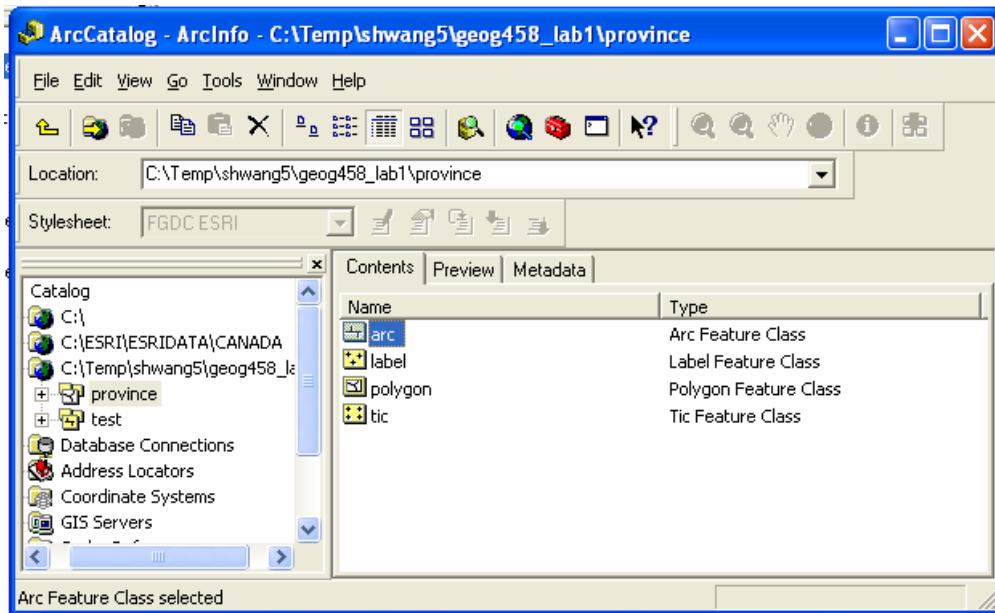 ArcCatalog - ArcInfo - C:\Temp\shwang5\geog458_lab1\province
File Edit View Go Tools Window Help
Location: C:\Temp\shwang5\geog458_lab1\province
Stylesheet: FGDC ESRI
Contents Preview Metadata
Catalog
C:\
C:\ESRI\ESRIDATA\CANADA
C:\Temp\shwang5\geog458_la
province
test
Database Connections
Address Locators
Coordinate Systems
GIS Servers
Name Type
arc Arc Feature Class
label Label Feature Class
polygon Polygon Feature Class
tic Tic Feature Class
Arc Feature Class selected